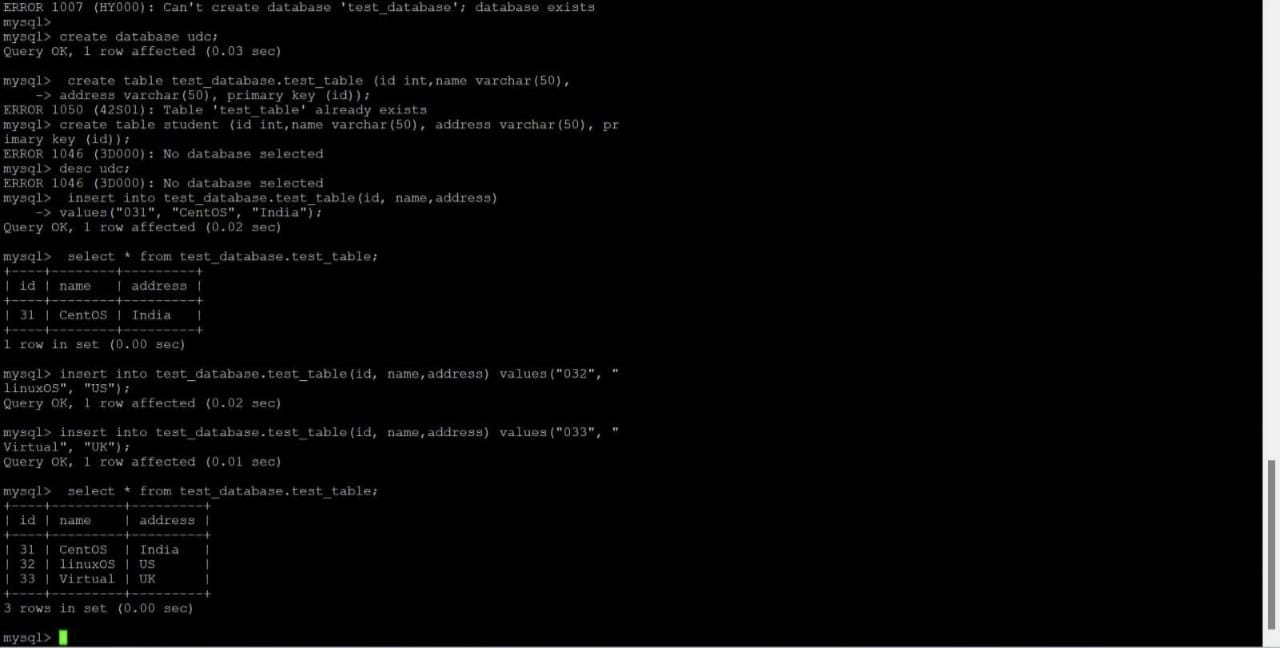 ERROR 1007 (HY000): Can't create database 'test_database'; database exists
mysql>
mysql> create database udc;
Query OK, 1 row affected (0.03 sec)
mysql>  create table test_database.test_table (id int,name varchar(50),
    -> address varchar(50), primary key (id));
ERROR 1050 (42S01): Table 'test_table' already exists
mysql> create table student (id int,name varchar(50), address varchar(50), pr
imary key (id));
ERROR 1046 (3D000): No database selected
mysql> desc udc;
ERROR 1046 (3D000): No database selected
mysql>  insert into test_database.test_table(id, name,address)
    -> values("031", "CentOS", "India");
Query OK, 1 row affected (0.02 sec)
mysql>  select * from test_database.test_table;
+----+--------+---------+
| id | name   | address |
+----+--------+---------+
| 31 | CentOS | India   |
+----+--------+---------+
1 row in set (0.00 sec)
mysql> insert into test_database.test_table(id, name,address) values("032", "
linuxOS", "US");
Query OK, 1 row affected (0.02 sec)
mysql> insert into test_database.test_table(id, name,address) values("033", "
Virtual", "UK");
Query OK, 1 row affected (0.01 sec)
mysql>  select * from test_database.test_table;
+----+---------+---------+
| id | name    | address |
+----+---------+---------+
| 31 | CentOS  | India   |
| 32 | linuxOS | US      |
| 33 | Virtual | UK      |
+----+---------+---------+
3 rows in set (0.00 sec)
mysql>